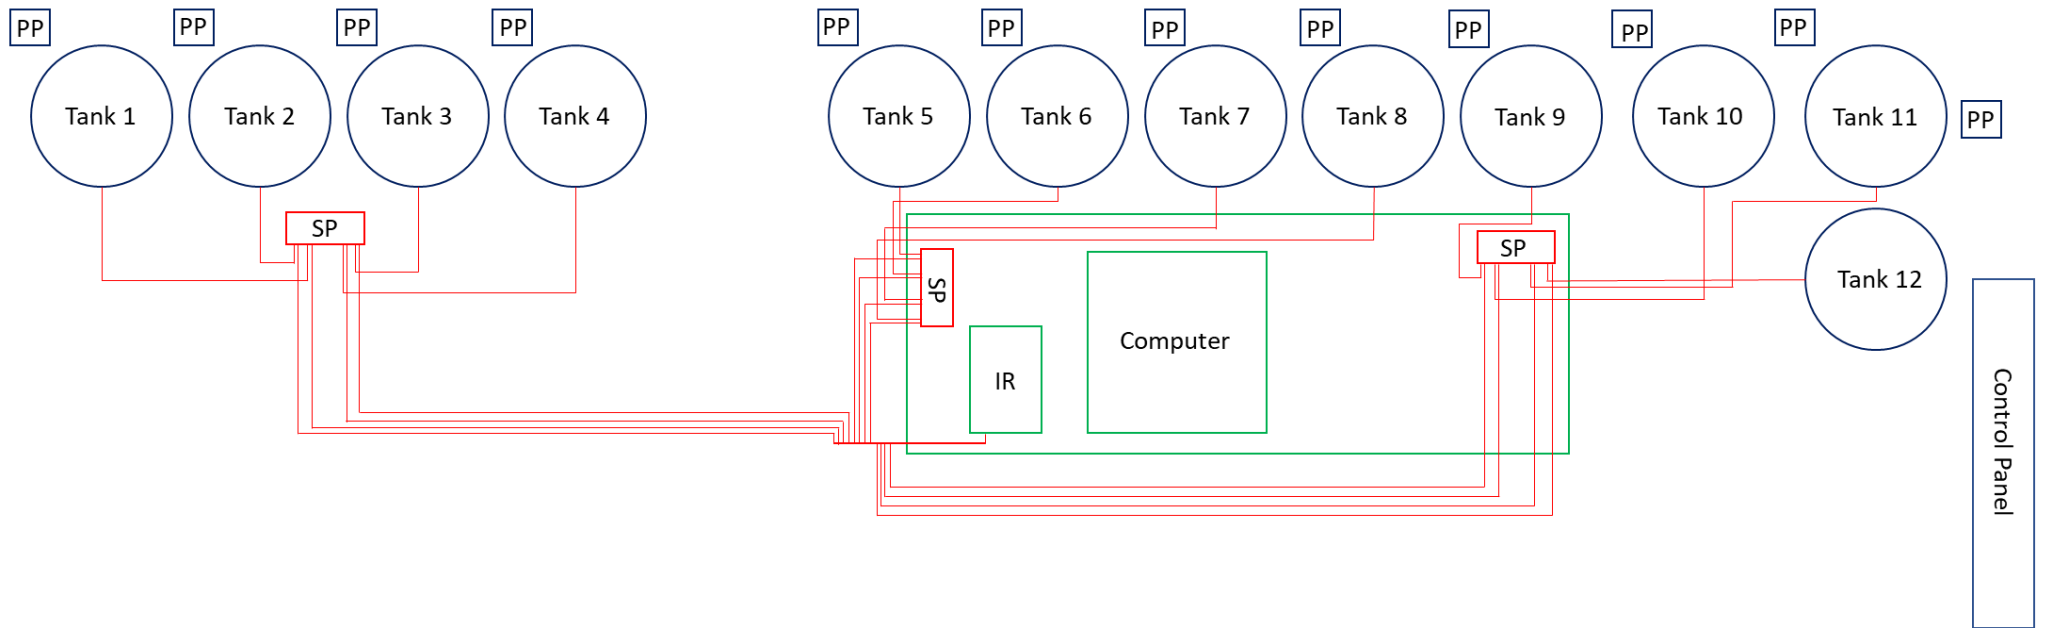 PP
PP
PP
PP
PP
PP
PP
PP
PP
PP
PP
Tank 1
Tank 2
Tank 3
Tank 4
Tank 5
Tank 6
Tank 7
Tank 8
Tank 9
Tank 10
Tank 11
PP
SP
SP
SP
Tank 12
Computer
IR
Control Panel